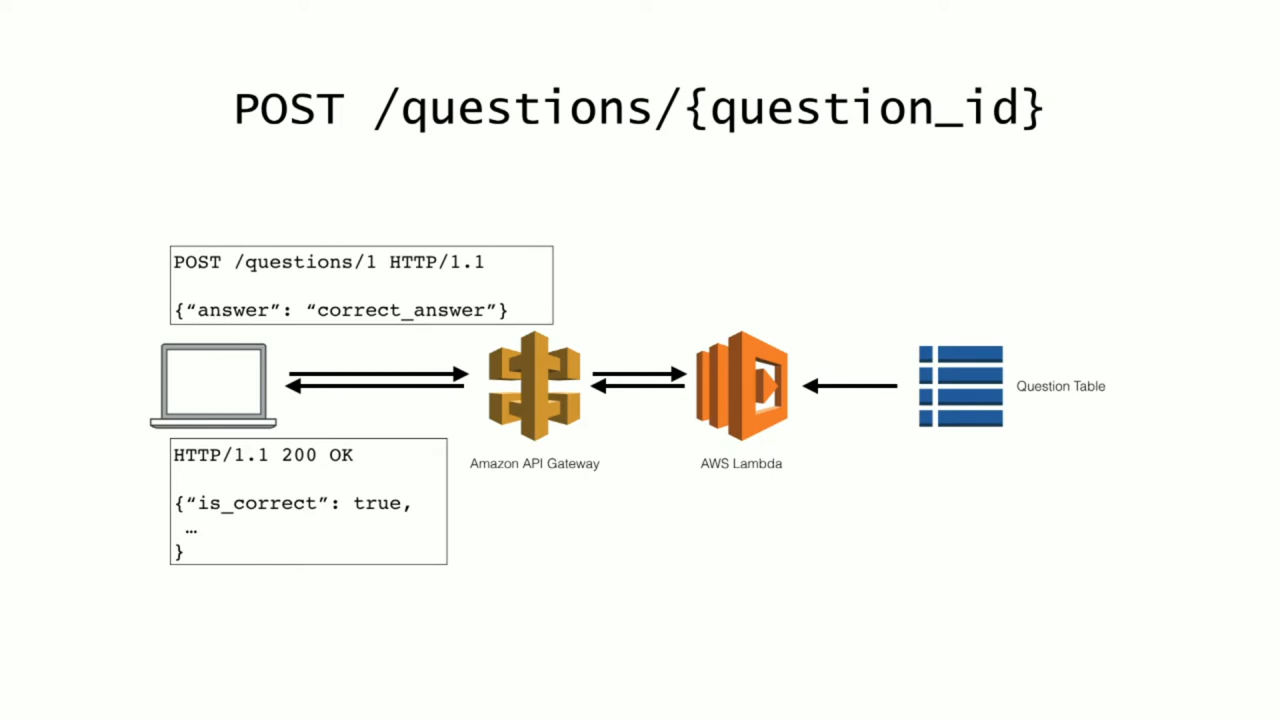 POST /questions/{question_id}
POST /questions/1 HTTP/1.1
{“answer”: “correct_answer”}
Question Table
Amazon API Gateway
AWS Lambda
HTTP/1.1 200 OK
{“is_correct”: true,
…
}